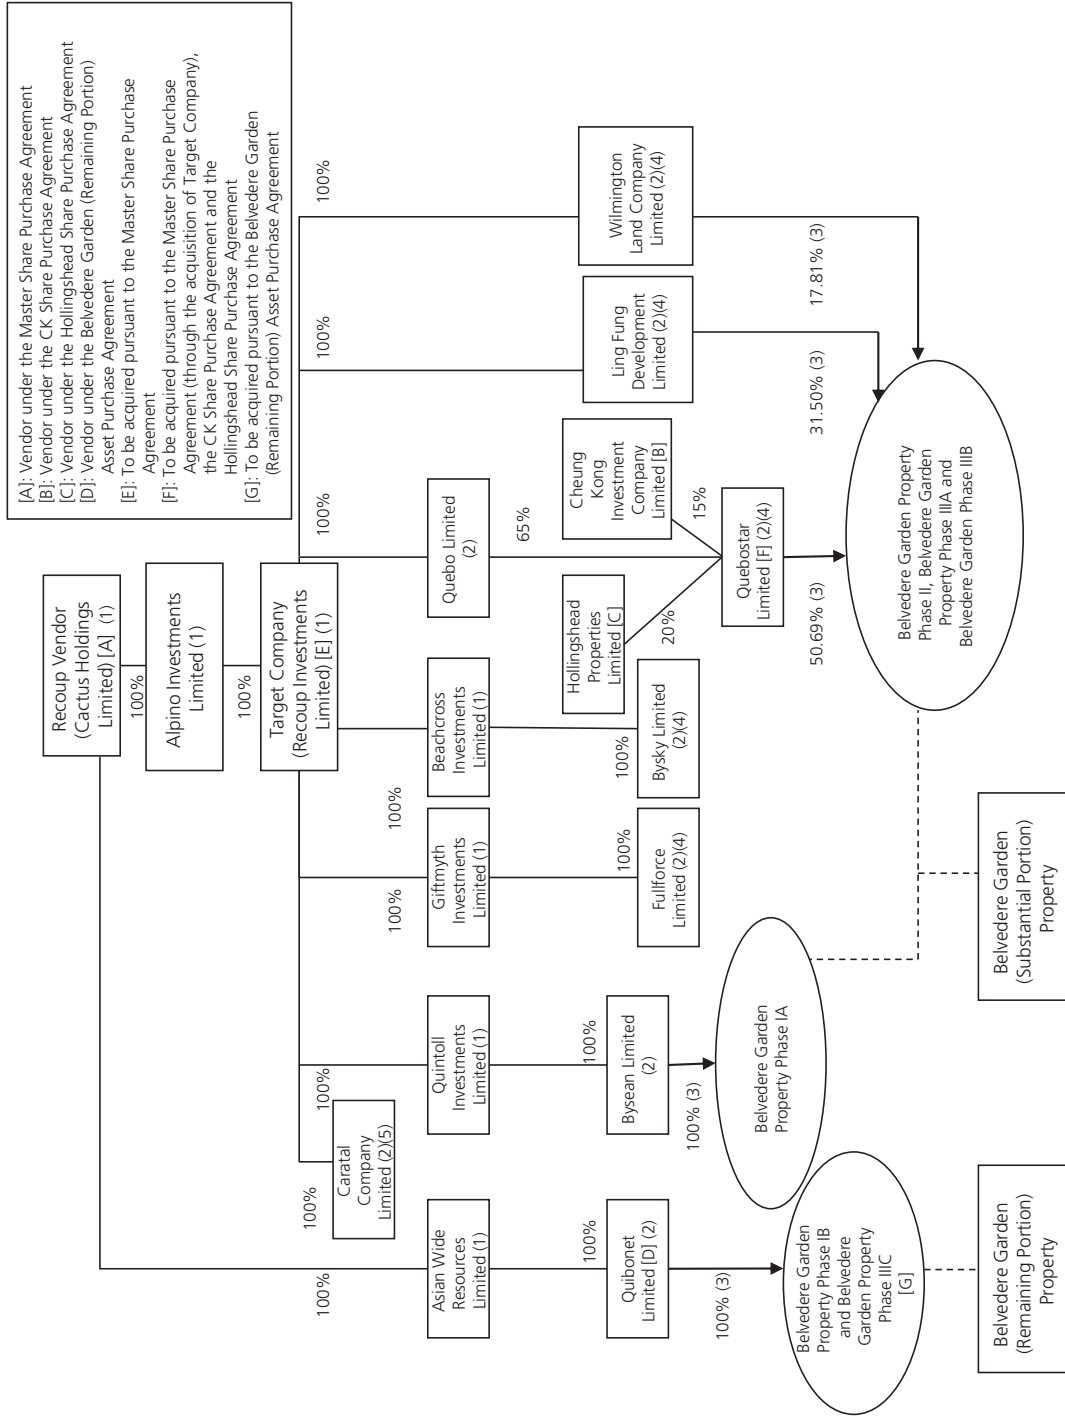 [A]: Vendor under the Master Share Purchase Agreement
[B]: Vendor under the CK Share Purchase Agreement
[C]: Vendor under the Hollingshead Share Purchase Agreement
[D]: Vendor under the Belvedere Garden (Remaining Portion)
Asset Purchase Agreement
[E]: To be acquired pursuant to the Master Share Purchase
Agreement
[F]: To be acquired pursuant to the Master Share Purchase
Agreement (through the acquisition of Target Company),
the CK Share Purchase Agreement and the
Hollingshead Share Purchase Agreement
[G]: To be acquired pursuant to the Belvedere Garden
(Remaining Portion) Asset Purchase Agreement
Recoup Vendor
(Cactus Holdings
Limited) [A] (1)
100%
Alpino Investments
Limited (1)
100%
Target Company
(Recoup Investments
Limited) [E] (1)
100%
100%
Caratal
Company
Limited (2)(5)
100%
100%
100%
100%
100%
100%
Asian Wide
Resources
Limited (1)
Quintoll
Investments
Limited (1)
Giftmyth
Investments
Limited (1)
Beachcross
Investments
Limited (1)
Quebo Limited
(2)
65%
Hollingshead
Properties
Limited [C]
20%
Cheung
Kong
Investment
Company
Limited [B]
15%
Ling Fung
Development
Limited (2)(4)
Wilmington
Land Company
Limited (2)(4)
100%
Quibonet
Limited [D] (2)
100%
Bysean Limited
(2)
100%
Fullforce
Limited (2)(4)
100%
Bysky Limited
(2)(4)
Quebostar
Limited [F] (2)(4)
100% (3)
100% (3)
50.69% (3)
31.50% (3)
17.81% (3)
Belvedere Garden
Property Phase IB
and Belvedere
Garden Property
Phase IIIC
[G]
Belvedere Garden
Property Phase IA
Belvedere Garden Property
Phase II, Belvedere Garden
Property Phase IIIA and
Belvedere Garden Phase IIIB
Belvedere Garden
(Remaining Portion)
Property
Belvedere Garden
(Substantial Portion)
Property